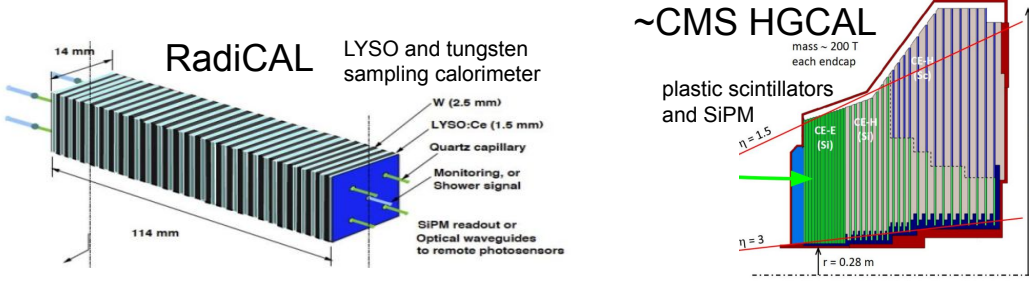 RadiCAL
LYSO and tungsten
sampling calorimeter
14 mm
W (2.5 mm)
LYSO:Ce (1.5 mm)
Quartz capillary
Monitoring, or
Shower signal
SiPM readout or
Optical waveguides
to remote photosensors
114 mm
~CMS HGCAL
mass ~ 200 T
each endcap
plastic scintillators
and SiPM
CE-H
(Sc)
CE-E
(Si)
CE-H
(Si)
η = 1.5
η = 3
r = 0.28 m